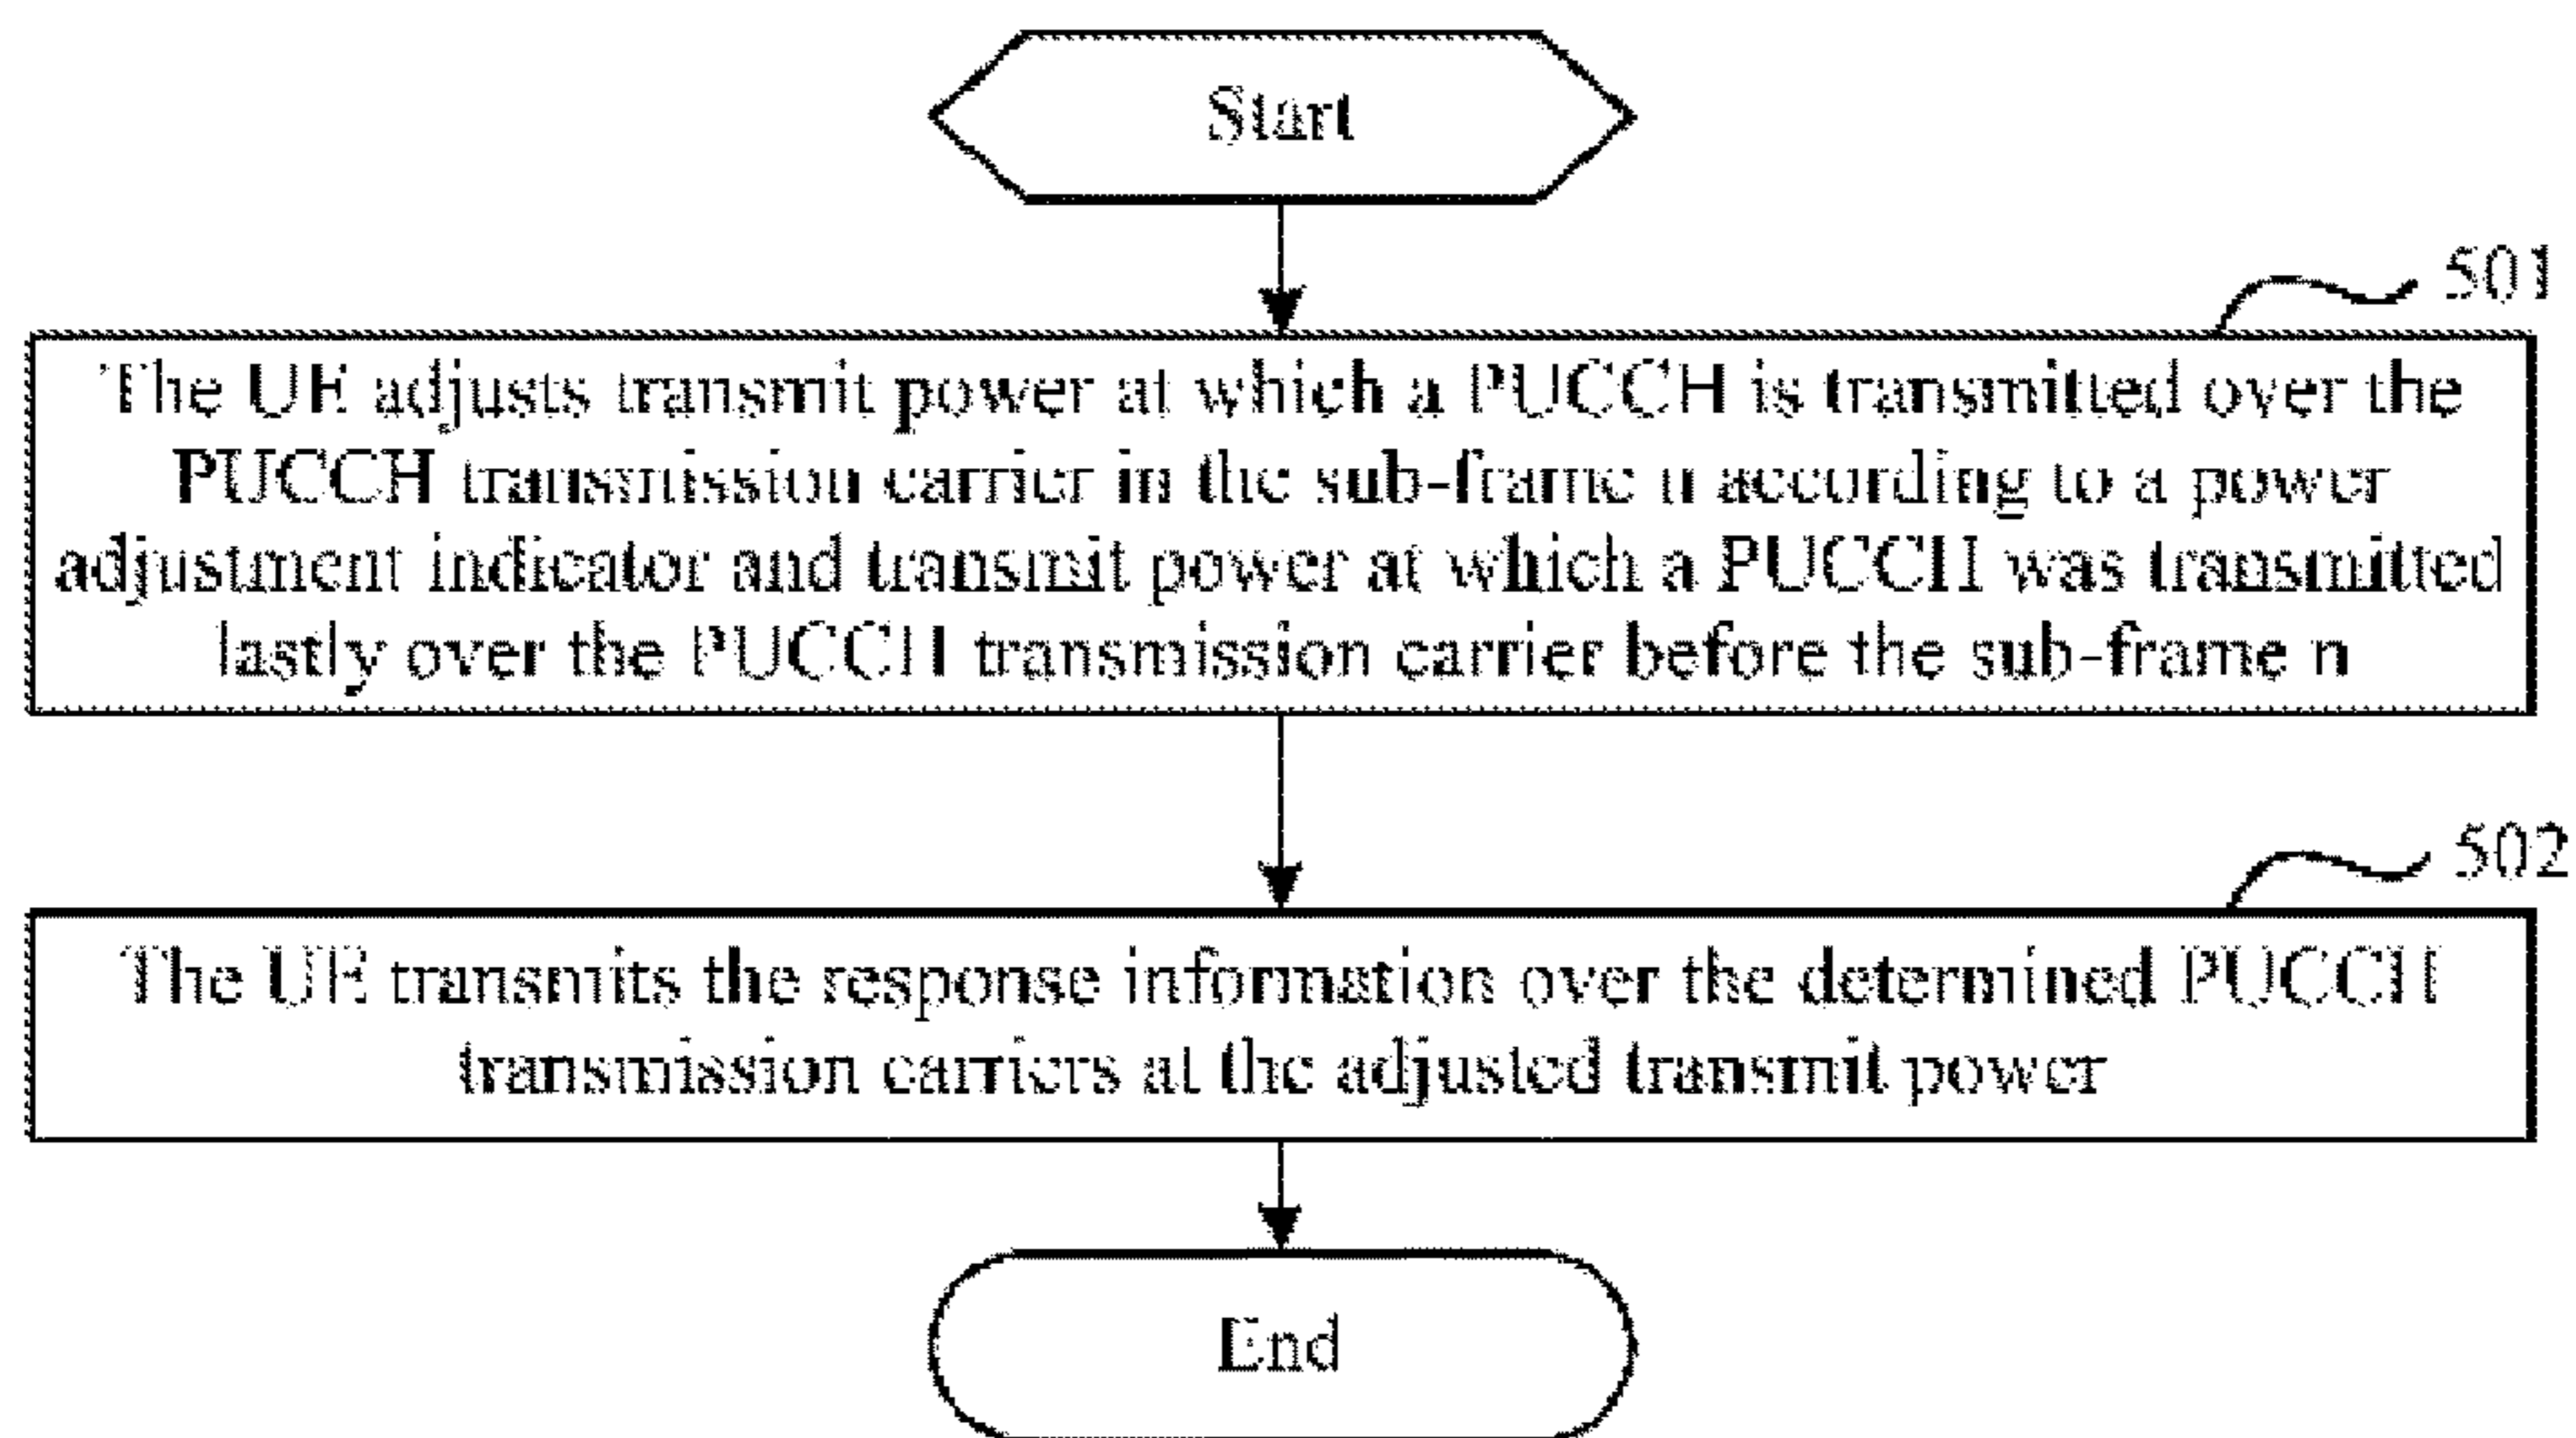 Start
501
The UE adjusts transmit power at which a PUCCH is transmitted over the
PUCCH transmission carrier in the sub-frame n according to a power
adjustment indicator and transmit power at which a PUCCH was transmitted
lastly over the PUCCH transmission carrier before the sub-frame n
502
The UE transmits the response information over the determined PUCCH
transmission carriers at the adjusted transmit power
End